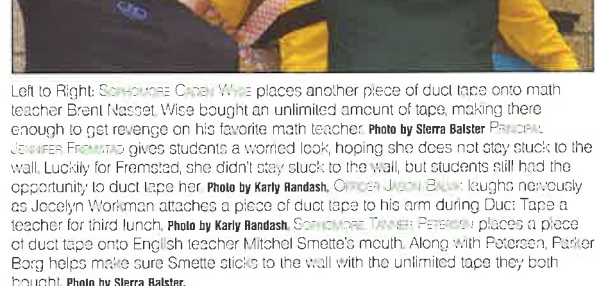 Left to Right: SOPHOMORE CADEN WISE places another piece of duct tape onto math
teacher Brent Nasset. Wise bought an unlimited amount of tape, making there
enough to get revenge on his favorite math teacher. Photo by Sierra Balster PRINCIPAL
JENNIFER FREMSTAD gives students a worried look, hoping she does not stay stuck to the
wall. Luckily for Fremstad, she didn't stay stuck to the wall, but students still had the
opportunity to duct tape her. Photo by Karly Randash, OFFICER JASON laughs nervously
as Jocelyn Workman attaches a piece of duct tape to his arm during Duct Tape a
teacher for third lunch, Photo by Karly Randash, SOPHOMORE TANNER PETERSEN places a piece
of duct tape onto English teacher Mitchel Smette's mouth. Along with Petersen, Parker
Borg helps make sure Smette sticks to the wall with the unlimited tape they both
bought. Photo by Sierra Balster.